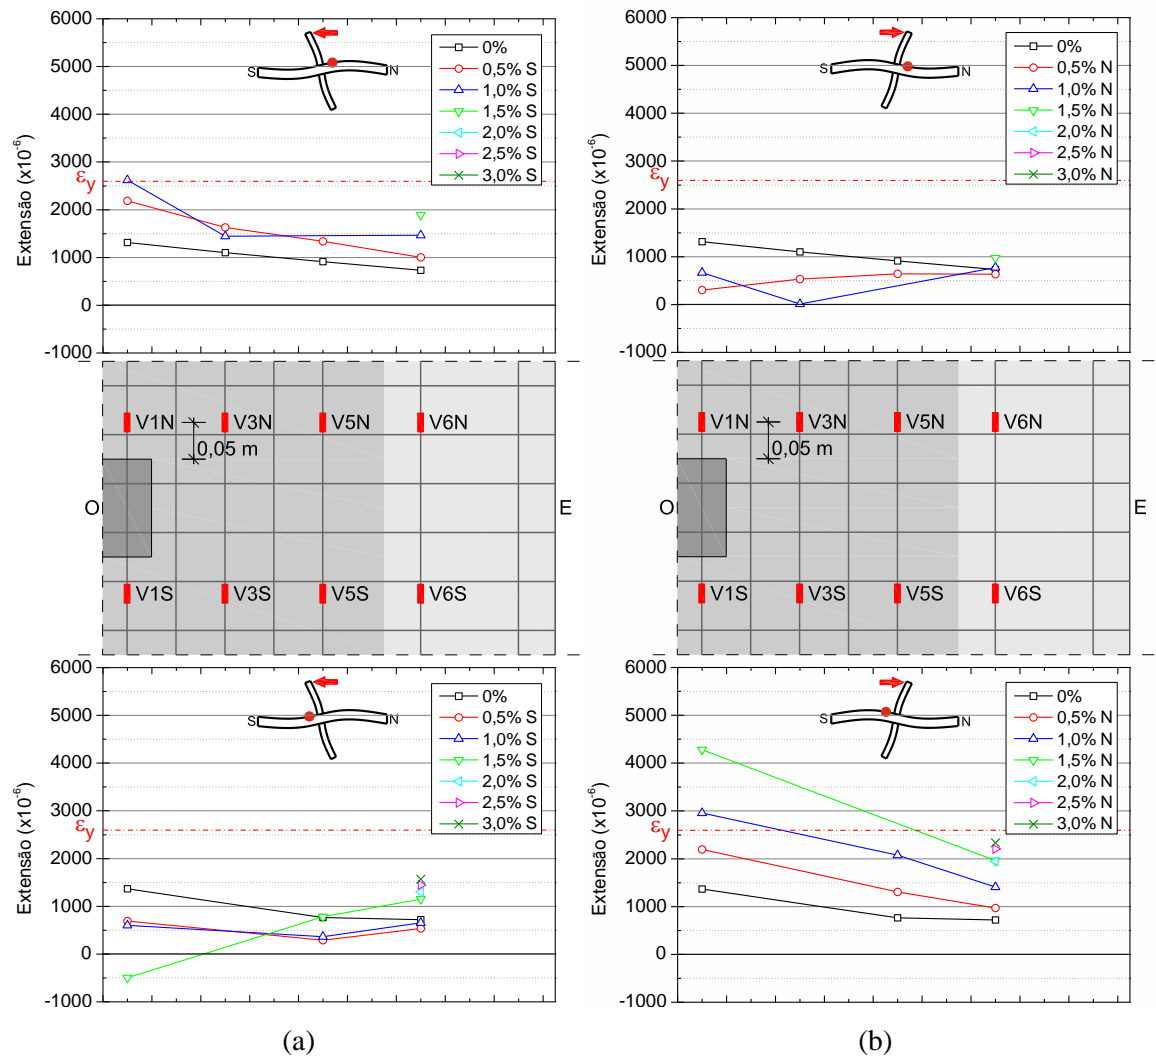 6000
5000
4000
3000
2000
1000
0
-1000
Extensão (x10-6)
εy
S
N
0%
0,5% S
1,0% S
1,5% S
2,0% S
2,5% S
3,0% S
6000
5000
4000
3000
2000
1000
0
-1000
Extensão (x10-6)
εy
S
N
0%
0,5% N
1,0% N
1,5% N
2,0% N
2,5% N
3,0% N
V1N V3N V5N V6N
0,05 m
O E
V1S V3S V5S V6S
V1N V3N V5N V6N
0,05 m
O E
V1S V3S V5S V6S
6000
5000
4000
3000
2000
1000
0
-1000
Extensão (x10-6)
εy
S
N
0%
0,5% S
1,0% S
1,5% S
2,0% S
2,5% S
3,0% S
(a)
6000
5000
4000
3000
2000
1000
0
-1000
Extensão (x10-6)
εy
S
N
0%
0,5% N
1,0% N
1,5% N
2,0% N
2,5% N
3,0% N
(b)